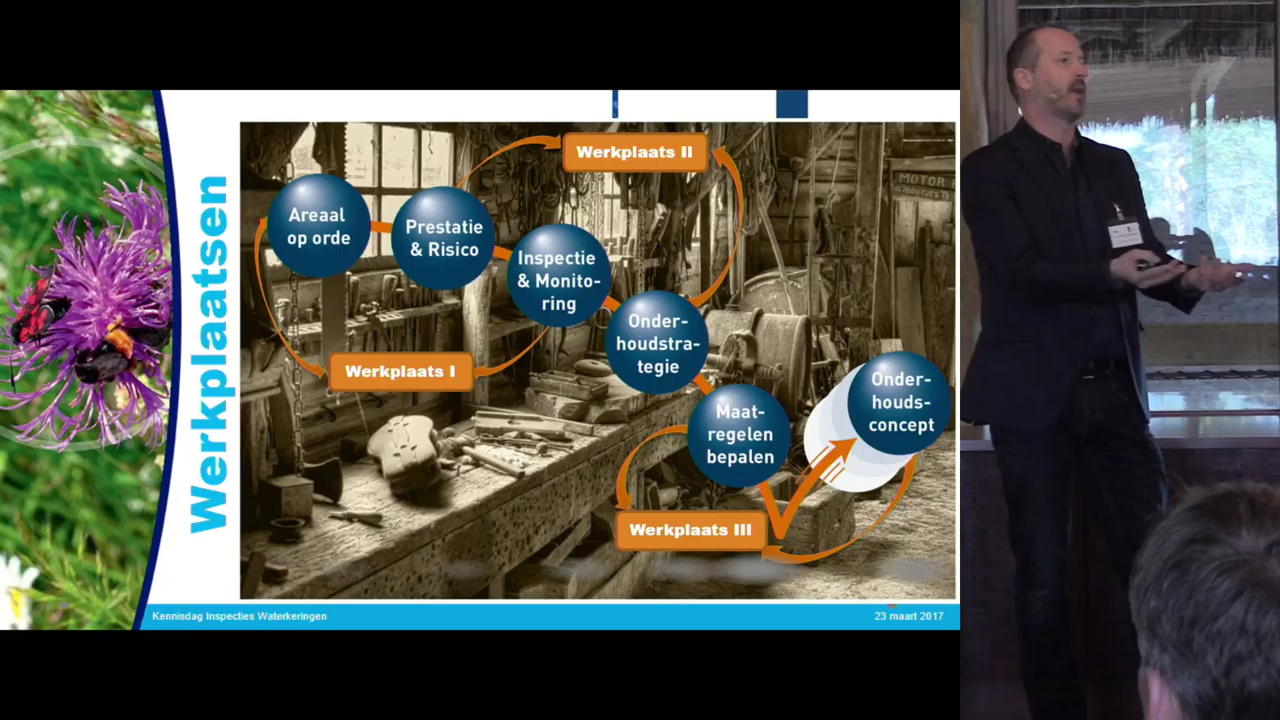 Werkplaatsen
Werkplaats II
MOTOR
Areaal
op orde
Prestatie
& Risico
Inspectie
& Monito-
ring
Onder-
houdstra-
tegie
Werkplaats I
Maat-
regelen
bepalen
Onder-
houds-
concept
Werkplaats III
Kennisdag Inspecties Waterkeringen
23 maart 2017